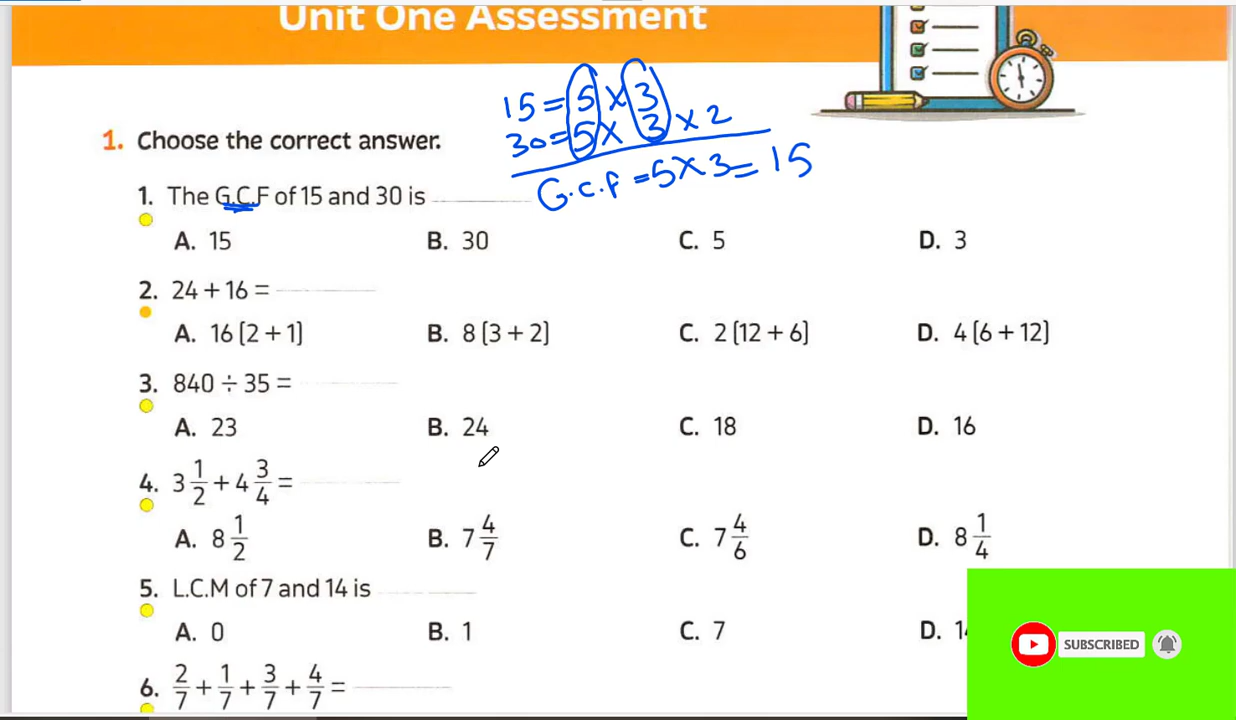 Unit One Assessment
15 = 5 × 3
30 = 5 × 3 × 2
G.C.F = 5 × 3 = 15
1. Choose the correct answer.
1. The G.C.F of 15 and 30 is
A. 15 B. 30 C. 5 D. 3
2. 24 + 16 =
A. 16 (2 + 1) B. 8 (3 + 2) C. 2 (12 + 6) D. 4 (6 + 12)
3. 840 ÷ 35 =
A. 23 B. 24 C. 18 D. 16
4. 3 1/2 + 4 3/4 =
A. 8 1/2 B. 7 4/7 C. 7 4/6 D. 8 1/4
5. L.C.M of 7 and 14 is
A. 0 B. 1 C. 7 D.
6. 2/7 + 1/7 + 3/7 + 4/7 =
SUBSCRIBED